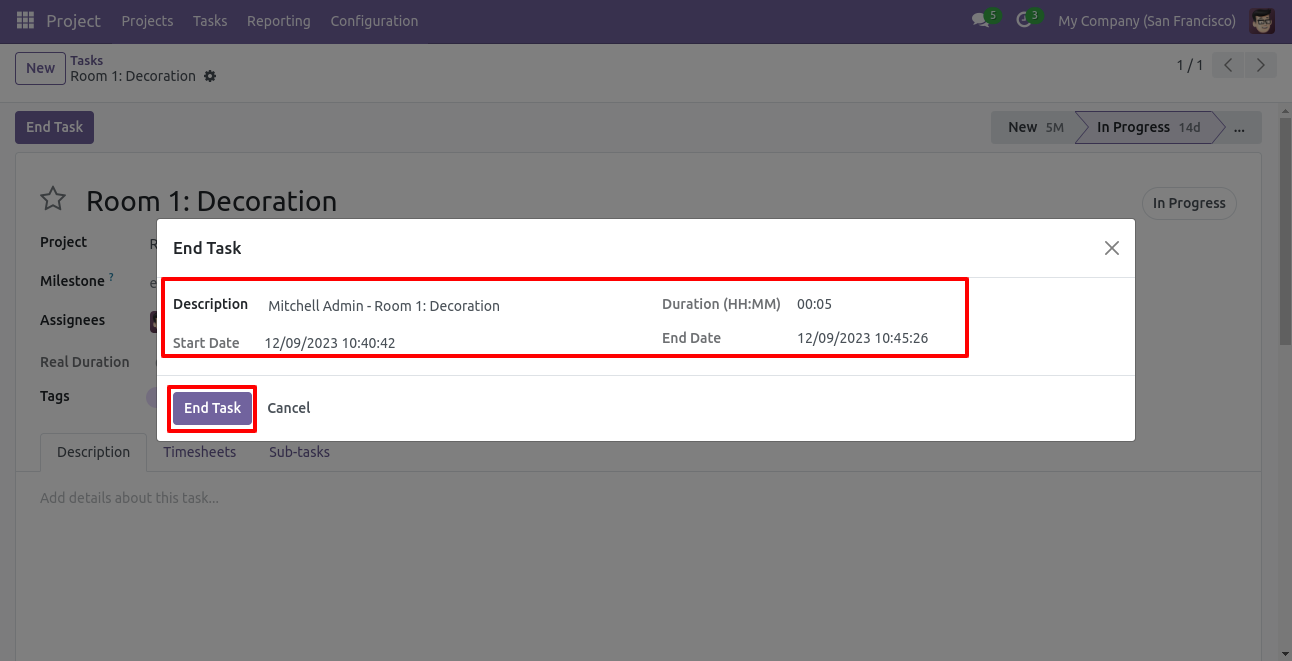 Project Projects Tasks Reporting Configuration 5 3 My Company (San Francisco)
New Tasks
Room 1: Decoration 1 / 1
End Task New 5M In Progress 14d ...
Room 1: Decoration
In Progress
Project R
Milestone ? e
Assignees
Real Duration
Tags
End Task
Description Mitchell Admin - Room 1: Decoration Duration (HH:MM) 00:05
Start Date 12/09/2023 10:40:42 End Date 12/09/2023 10:45:26
End Task Cancel
Description Timesheets Sub-tasks
Add details about this task...